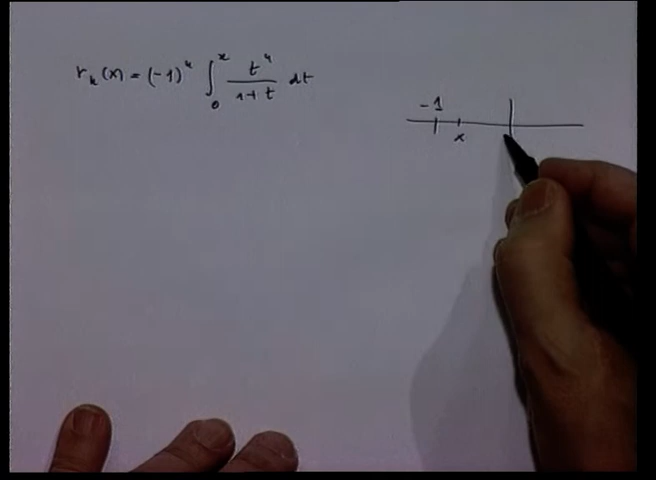 r_k(x) = (-1)^k ∫_0^x t^k/(1+t) dt
-1
x